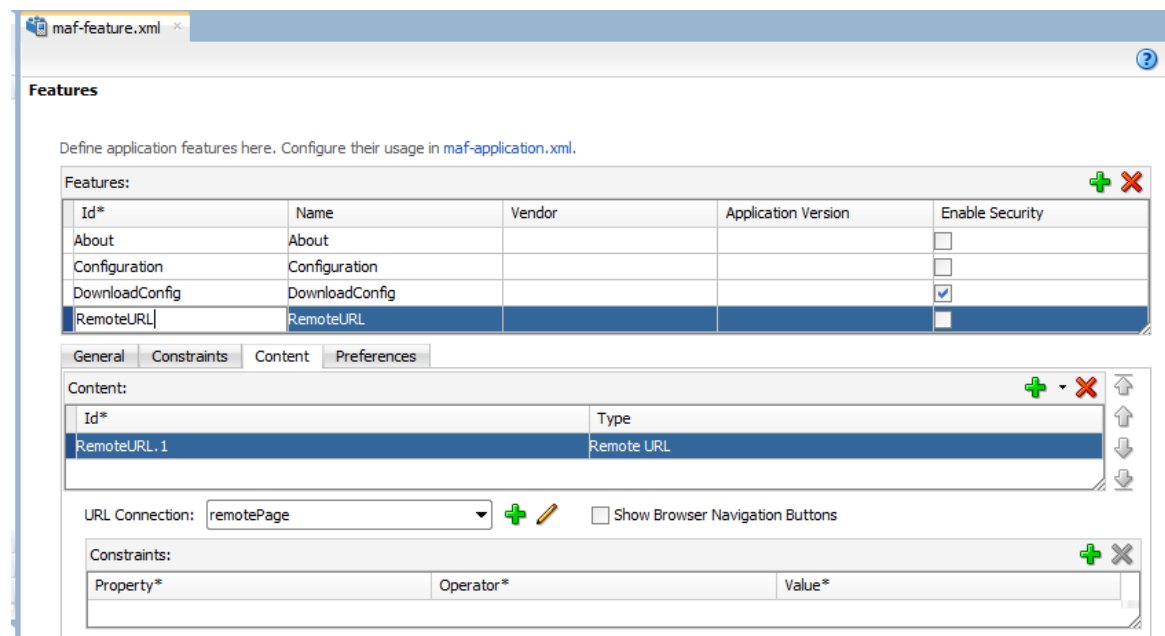 maf-feature.xml
Features
Define application features here. Configure their usage in maf-application.xml.
Features:
Id* Name Vendor Application Version Enable Security
About About
Configuration Configuration
DownloadConfig DownloadConfig
RemoteURL RemoteURL
General Constraints Content Preferences
Content:
Id* Type
RemoteURL.1 Remote URL
URL Connection: remotePage Show Browser Navigation Buttons
Constraints:
Property* Operator* Value*